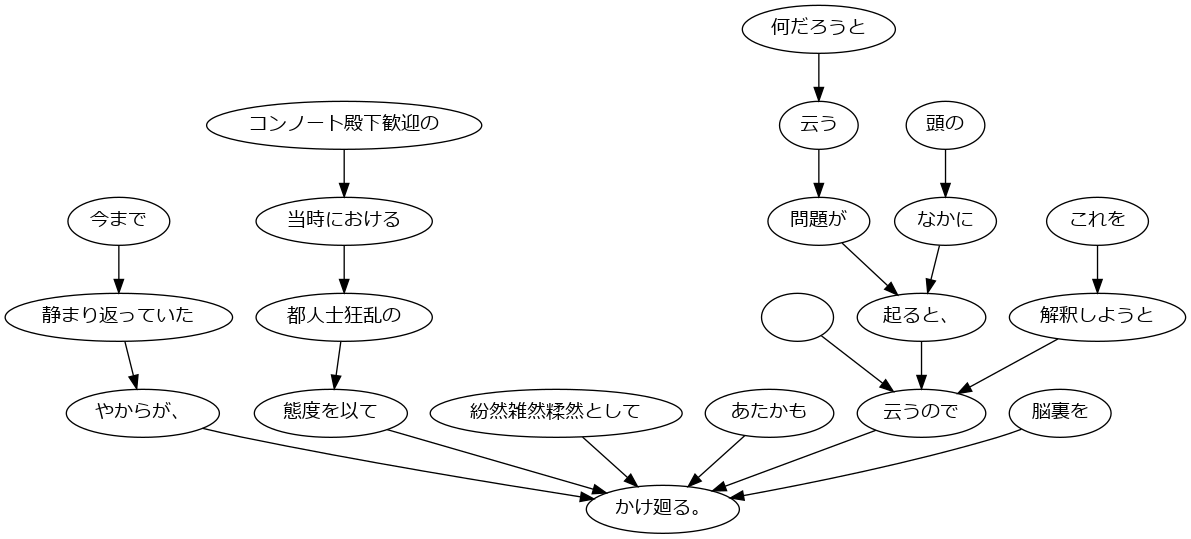 何だろうと
コンノート殿下歓迎の
云う
頭の
今まで
当時における
問題が
なかに
これを
静まり返っていた
都人士狂乱の
起ると、
解釈しようと
やからが、
態度を以て
紛然雑然糅然として
あたかも
云うので
脳裏を
かけ廻る。